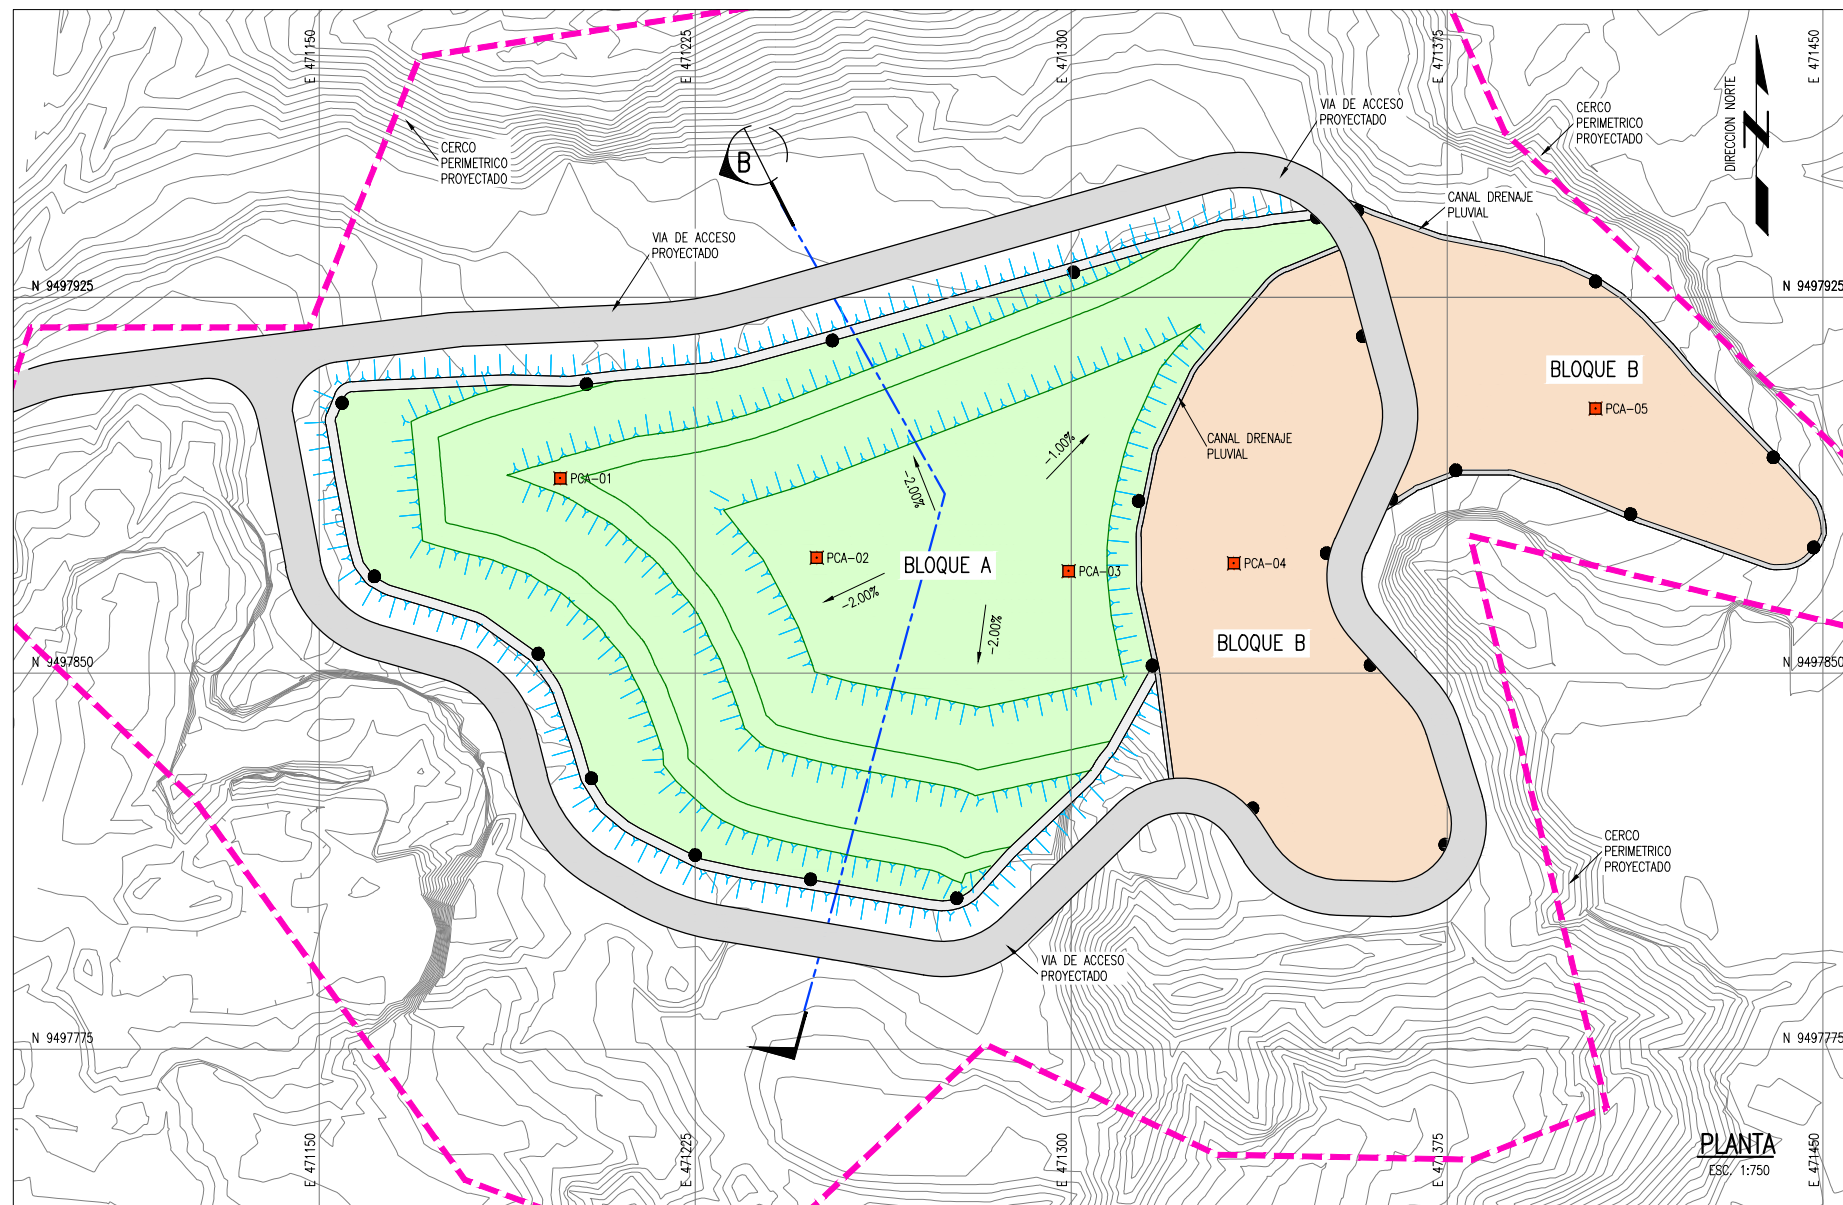 E 471150
E 471225
E 471300
E 471375
E 471450
DIRECCION NORTE
N
VIA DE ACCESO
PROYECTADO
CERCO
PERIMETRICO
PROYECTADO
CERCO
PERIMETRICO
PROYECTADO
B
CANAL DRENAJE
PLUVIAL
VIA DE ACCESO
PROYECTADO
N 9497925
N 9497925
BLOQUE B
PCA-05
CANAL DRENAJE
PLUVIAL
-1.00%
PCA-01
-2.00%
PCA-02
BLOQUE A
PCA-03
PCA-04
-2.00%
-2.00%
BLOQUE B
N 9497850
N 9497850
CERCO
PERIMETRICO
PROYECTADO
VIA DE ACCESO
PROYECTADO
N 9497775
N 9497775
E 471150
E 471225
E 471300
E 471375
E 471450
PLANTA
ESC. 1:750